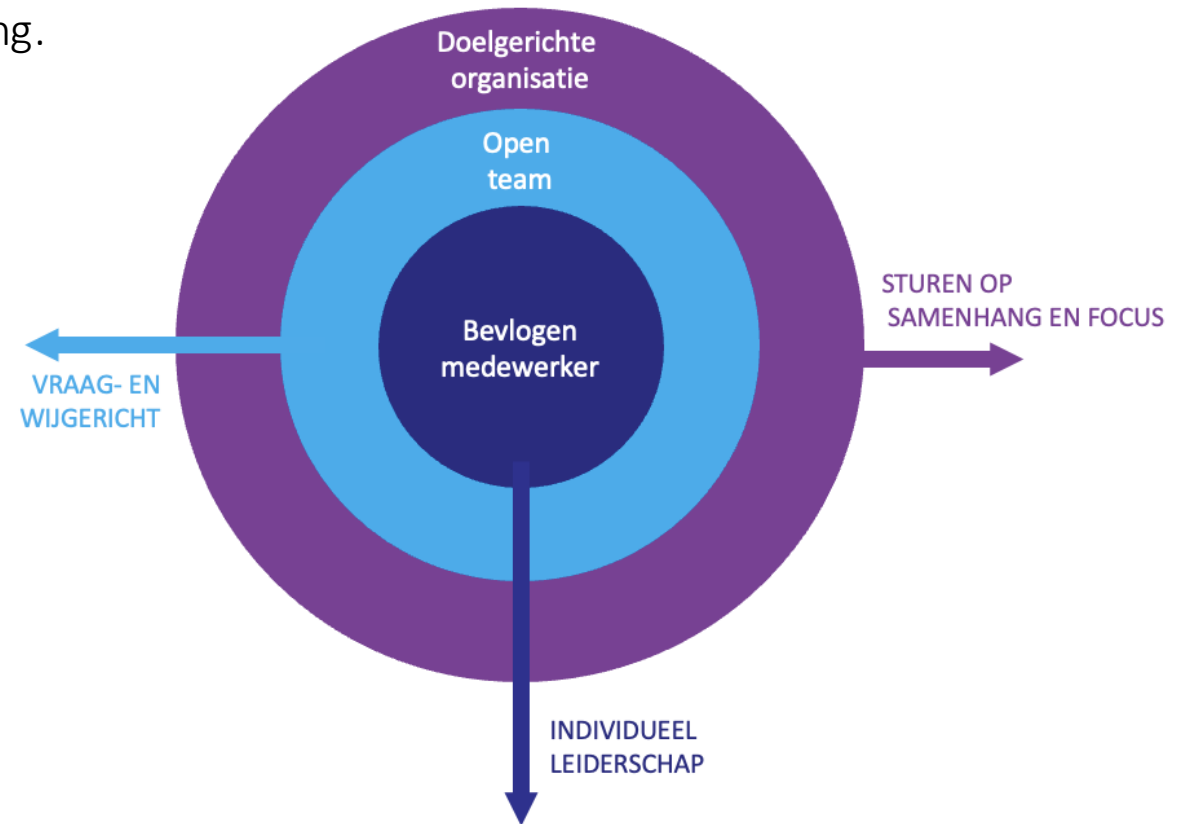 ng.
Doelgerichte
organisatie
Open
team
Bevlogen
medewerker
STUREN OP
SAMENHANG EN FOCUS
VRAAG- EN
WIJGERICHT
INDIVIDUEEL
LEIDERSCHAP